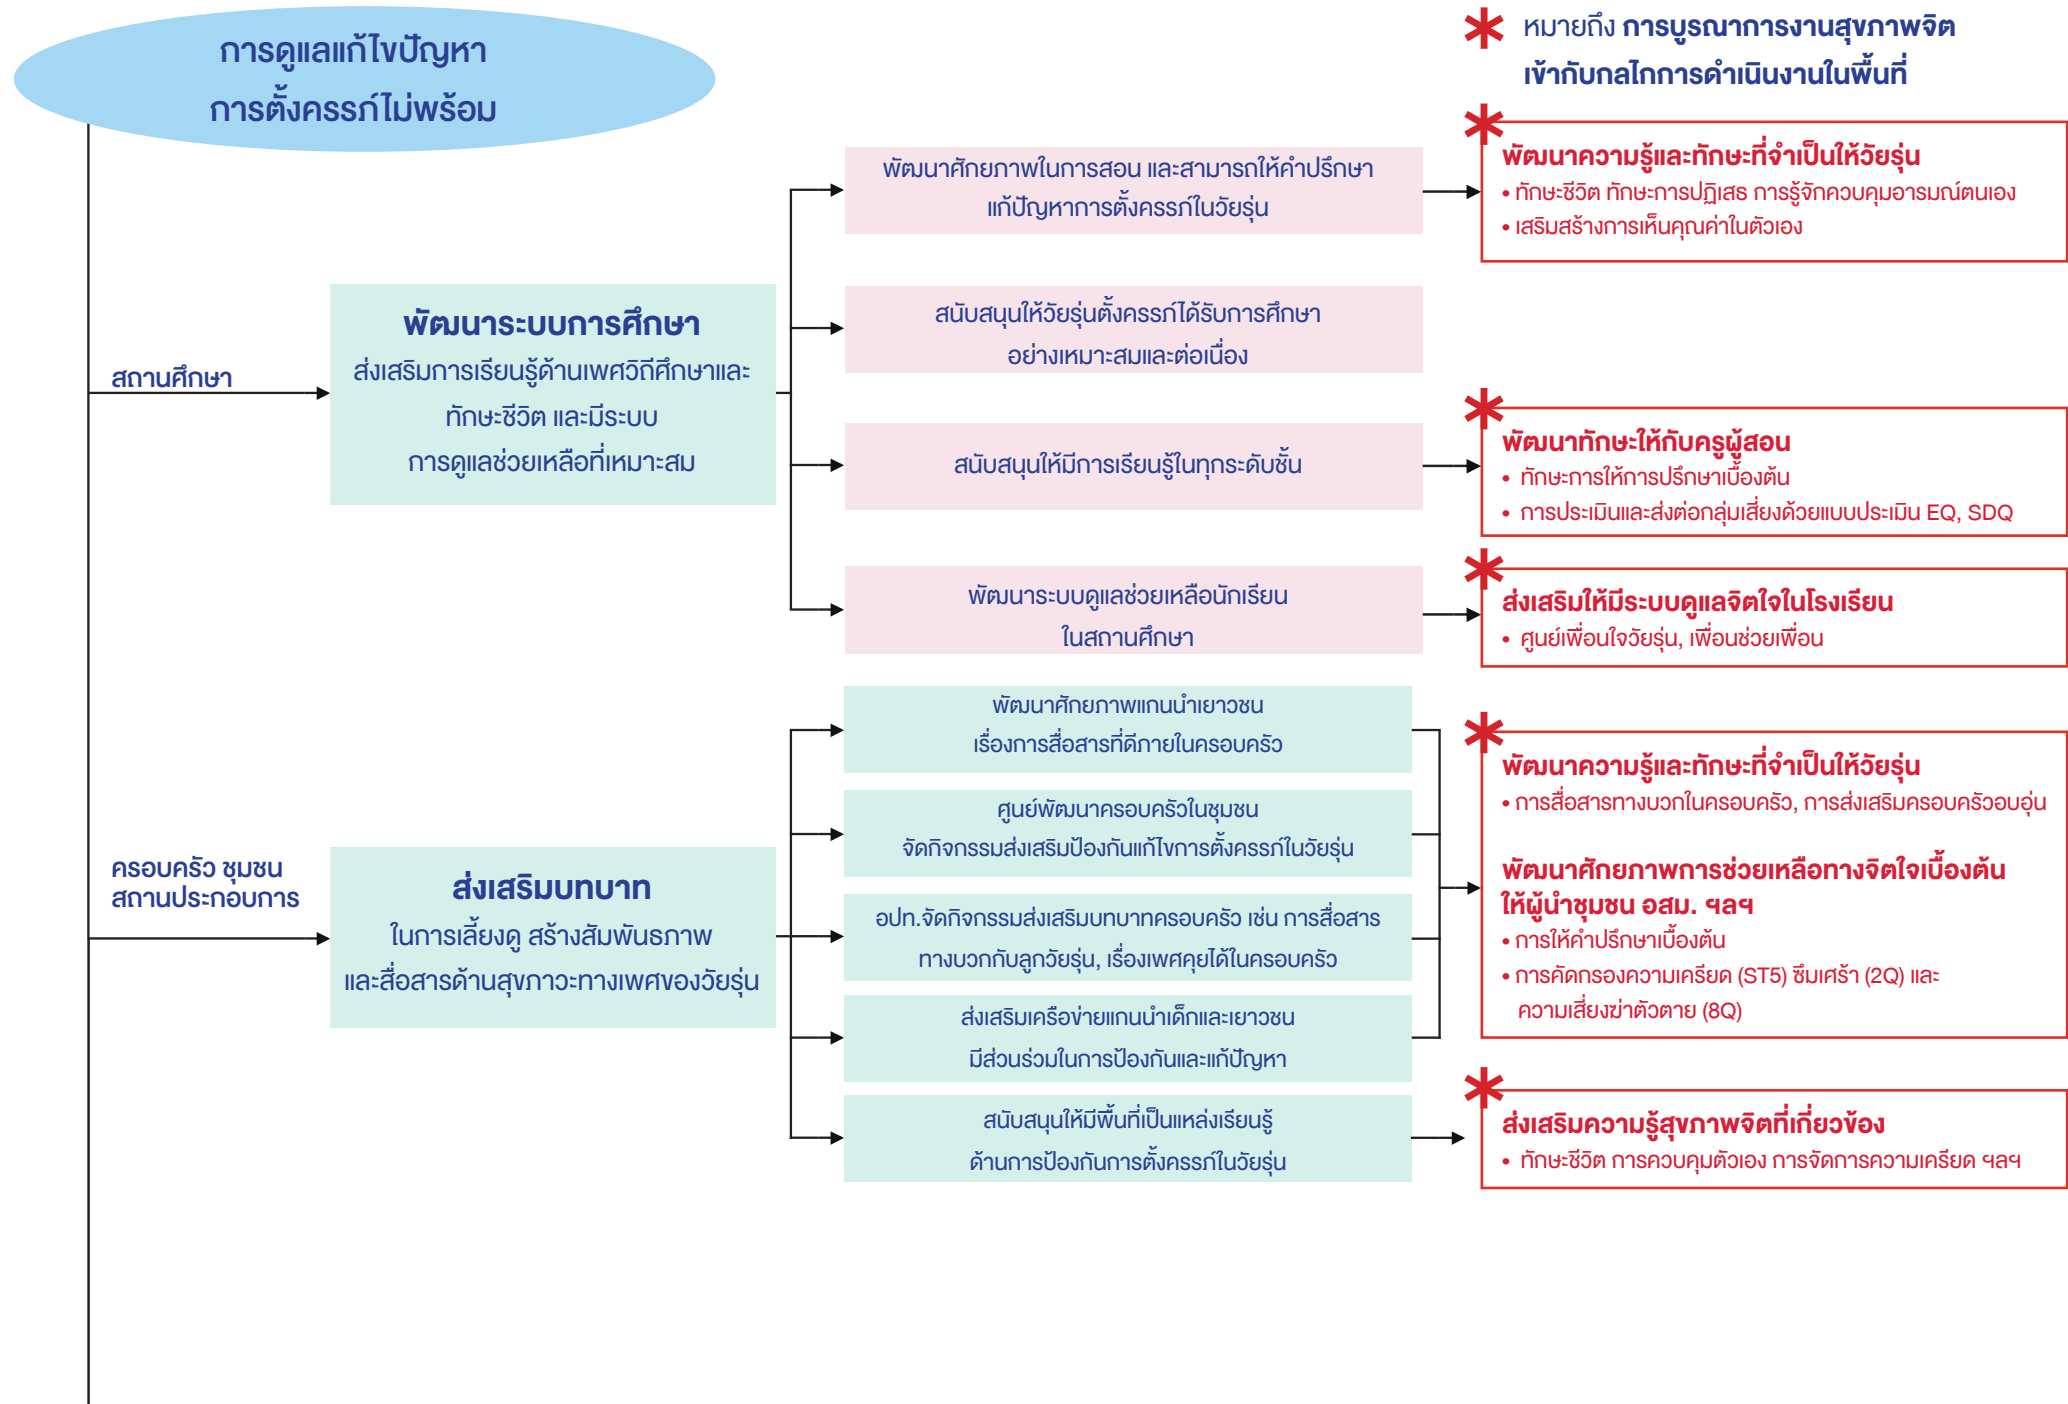 การดูแลแก้ไขปัญหา
การตั้งครรภ์ไม่พร้อม
หมายถึง การบูรณาการงานสุขภาพจิต
เข้ากับกลไกการดำเนินงานในพื้นที่
สถานศึกษา
พัฒนาระบบการศึกษา
ส่งเสริมการเรียนรู้ด้านเพศวิถีศึกษาและ
ทักษะชีวิต และมีระบบ
การดูแลช่วยเหลือที่เหมาะสม
พัฒนาศักยภาพในการสอน และสามารถให้คำปรึกษา
แก้ปัญหาการตั้งครรภ์ในวัยรุ่น
พัฒนาความรู้และทักษะที่จำเป็นให้วัยรุ่น
• ทักษะชีวิต ทักษะการปฏิเสธ การรู้จักควบคุมอารมณ์ตนเอง
• เสริมสร้างการเห็นคุณค่าในตัวเอง
สนับสนุนให้วัยรุ่นตั้งครรภ์ได้รับการศึกษา
อย่างเหมาะสมและต่อเนื่อง
สนับสนุนให้มีการเรียนรู้ในทุกระดับชั้น
พัฒนาทักษะให้กับครูผู้สอน
• ทักษะการให้การปรึกษาเบื้องต้น
• การประเมินและส่งต่อกลุ่มเสี่ยงด้วยแบบประเมิน EQ, SDQ
พัฒนาระบบดูแลช่วยเหลือนักเรียน
ในสถานศึกษา
ส่งเสริมให้มีระบบดูแลจิตใจในโรงเรียน
• ศูนย์เพื่อนใจวัยรุ่น, เพื่อนช่วยเพื่อน
ครอบครัว ชุมชน
สถานประกอบการ
ส่งเสริมบทบาท
ในการเลี้ยงดู สร้างสัมพันธภาพ
และสื่อสารด้านสุขภาวะทางเพศของวัยรุ่น
พัฒนาศักยภาพแกนนำเยาวชน
เรื่องการสื่อสารที่ดีภายในครอบครัว
ศูนย์พัฒนาครอบครัวในชุมชน
จัดกิจกรรมส่งเสริมป้องกันแก้ไขการตั้งครรภ์ในวัยรุ่น
อปท.จัดกิจกรรมส่งเสริมบทบาทครอบครัว เช่น การสื่อสาร
ทางบวกกับลูกวัยรุ่น, เรื่องเพศคุยได้ในครอบครัว
ส่งเสริมเครือข่ายแกนนำเด็กและเยาวชน
มีส่วนร่วมในการป้องกันและแก้ปัญหา
พัฒนาความรู้และทักษะที่จำเป็นให้วัยรุ่น
• การสื่อสารทางบวกในครอบครัว, การส่งเสริมครอบครัวอบอุ่น
พัฒนาศักยภาพการช่วยเหลือทางจิตใจเบื้องต้น
ให้ผู้นำชุมชน อสม. ฯลฯ
• การให้คำปรึกษาเบื้องต้น
• การคัดกรองความเครียด (ST5) ซึมเศร้า (2Q) และ
ความเสี่ยงฆ่าตัวตาย (8Q)
สนับสนุนให้มีพื้นที่เป็นแหล่งเรียนรู้
ด้านการป้องกันการตั้งครรภ์ในวัยรุ่น
ส่งเสริมความรู้สุขภาพจิตที่เกี่ยวข้อง
• ทักษะชีวิต การควบคุมตัวเอง การจัดการความเครียด ฯลฯ